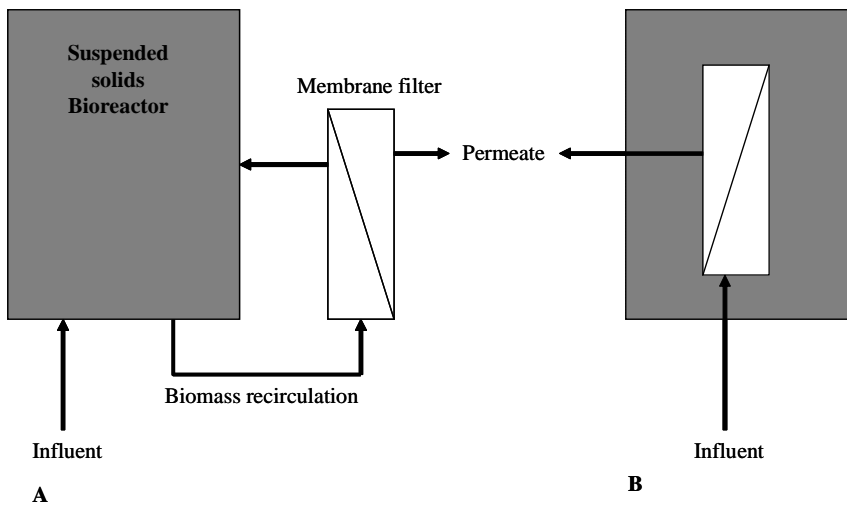 Suspended
solids
Bioreactor
Membrane filter
Permeate
Biomass recirculation
Influent
Influent
A
B